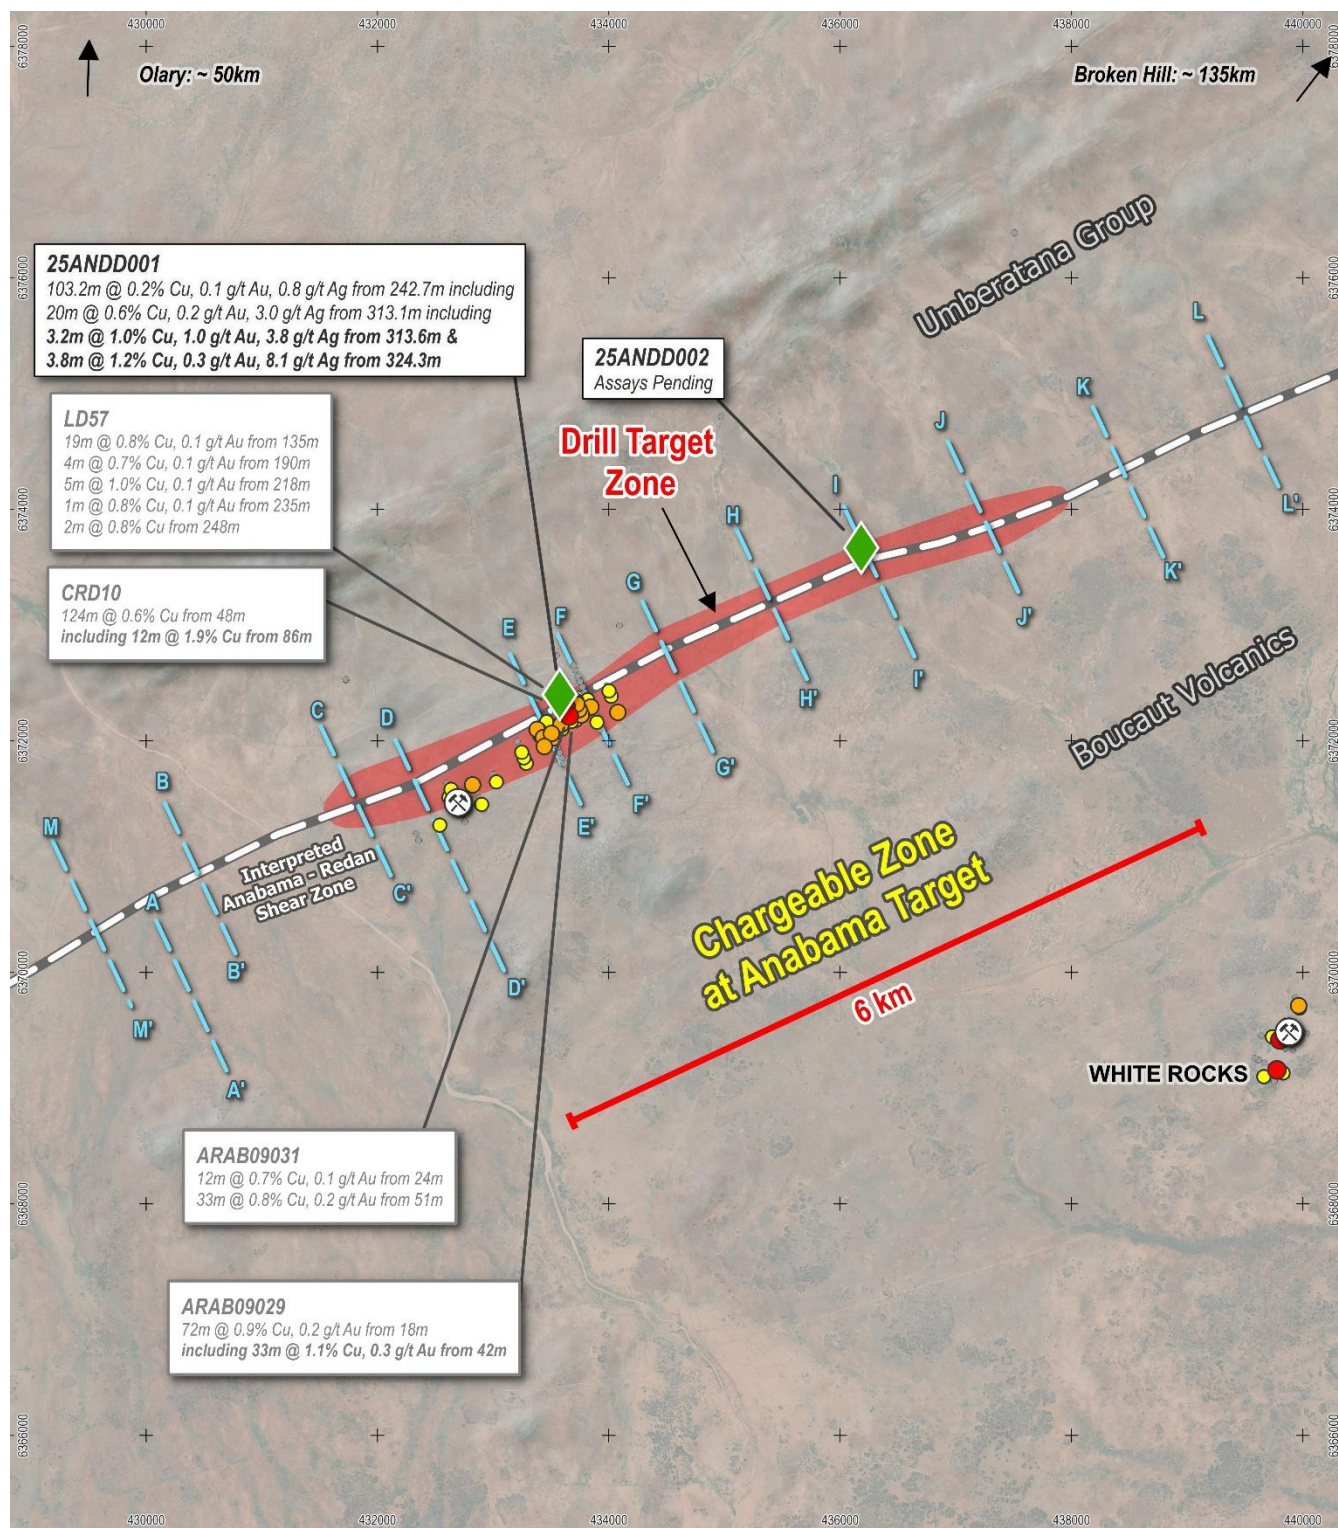 430000
432000
434000
436000
438000
440000
6378000
6378000
Olary: ~ 50km
Broken Hill: ~ 135km
Umberatana Group
6376000
6376000
25ANDD001
103.2m @ 0.2% Cu, 0.1 g/t Au, 0.8 g/t Ag from 242.7m including
20m @ 0.6% Cu, 0.2 g/t Au, 3.0 g/t Ag from 313.1m including
3.2m @ 1.0% Cu, 1.0 g/t Au, 3.8 g/t Ag from 313.6m &
3.8m @ 1.2% Cu, 0.3 g/t Au, 8.1 g/t Ag from 324.3m
25ANDD002
Assays Pending
LD57
19m @ 0.8% Cu, 0.1 g/t Au from 135m
4m @ 0.7% Cu, 0.1 g/t Au from 190m
5m @ 1.0% Cu, 0.1 g/t Au from 218m
1m @ 0.8% Cu, 0.1 g/t Au from 235m
2m @ 0.8% Cu from 248m
Drill Target
Zone
L
K
J
I
H
G
F
E
D
C
B
M
A
L'
K'
J'
I'
H'
G'
F'
E'
C'
B'
D'
M'
A'
6374000
6374000
CRD10
124m @ 0.6% Cu from 48m
including 12m @ 1.9% Cu from 86m
6372000
6372000
Boucaut Volcanics
Interpreted
Anabama - Redan
Shear Zone
Chargeable Zone
at Anabama Target
6 km
6370000
6370000
WHITE ROCKS
ARAB09031
12m @ 0.7% Cu, 0.1 g/t Au from 24m
33m @ 0.8% Cu, 0.2 g/t Au from 51m
6368000
6368000
ARAB09029
72m @ 0.9% Cu, 0.2 g/t Au from 18m
including 33m @ 1.1% Cu, 0.3 g/t Au from 42m
6366000
6366000
430000
432000
434000
436000
438000
440000